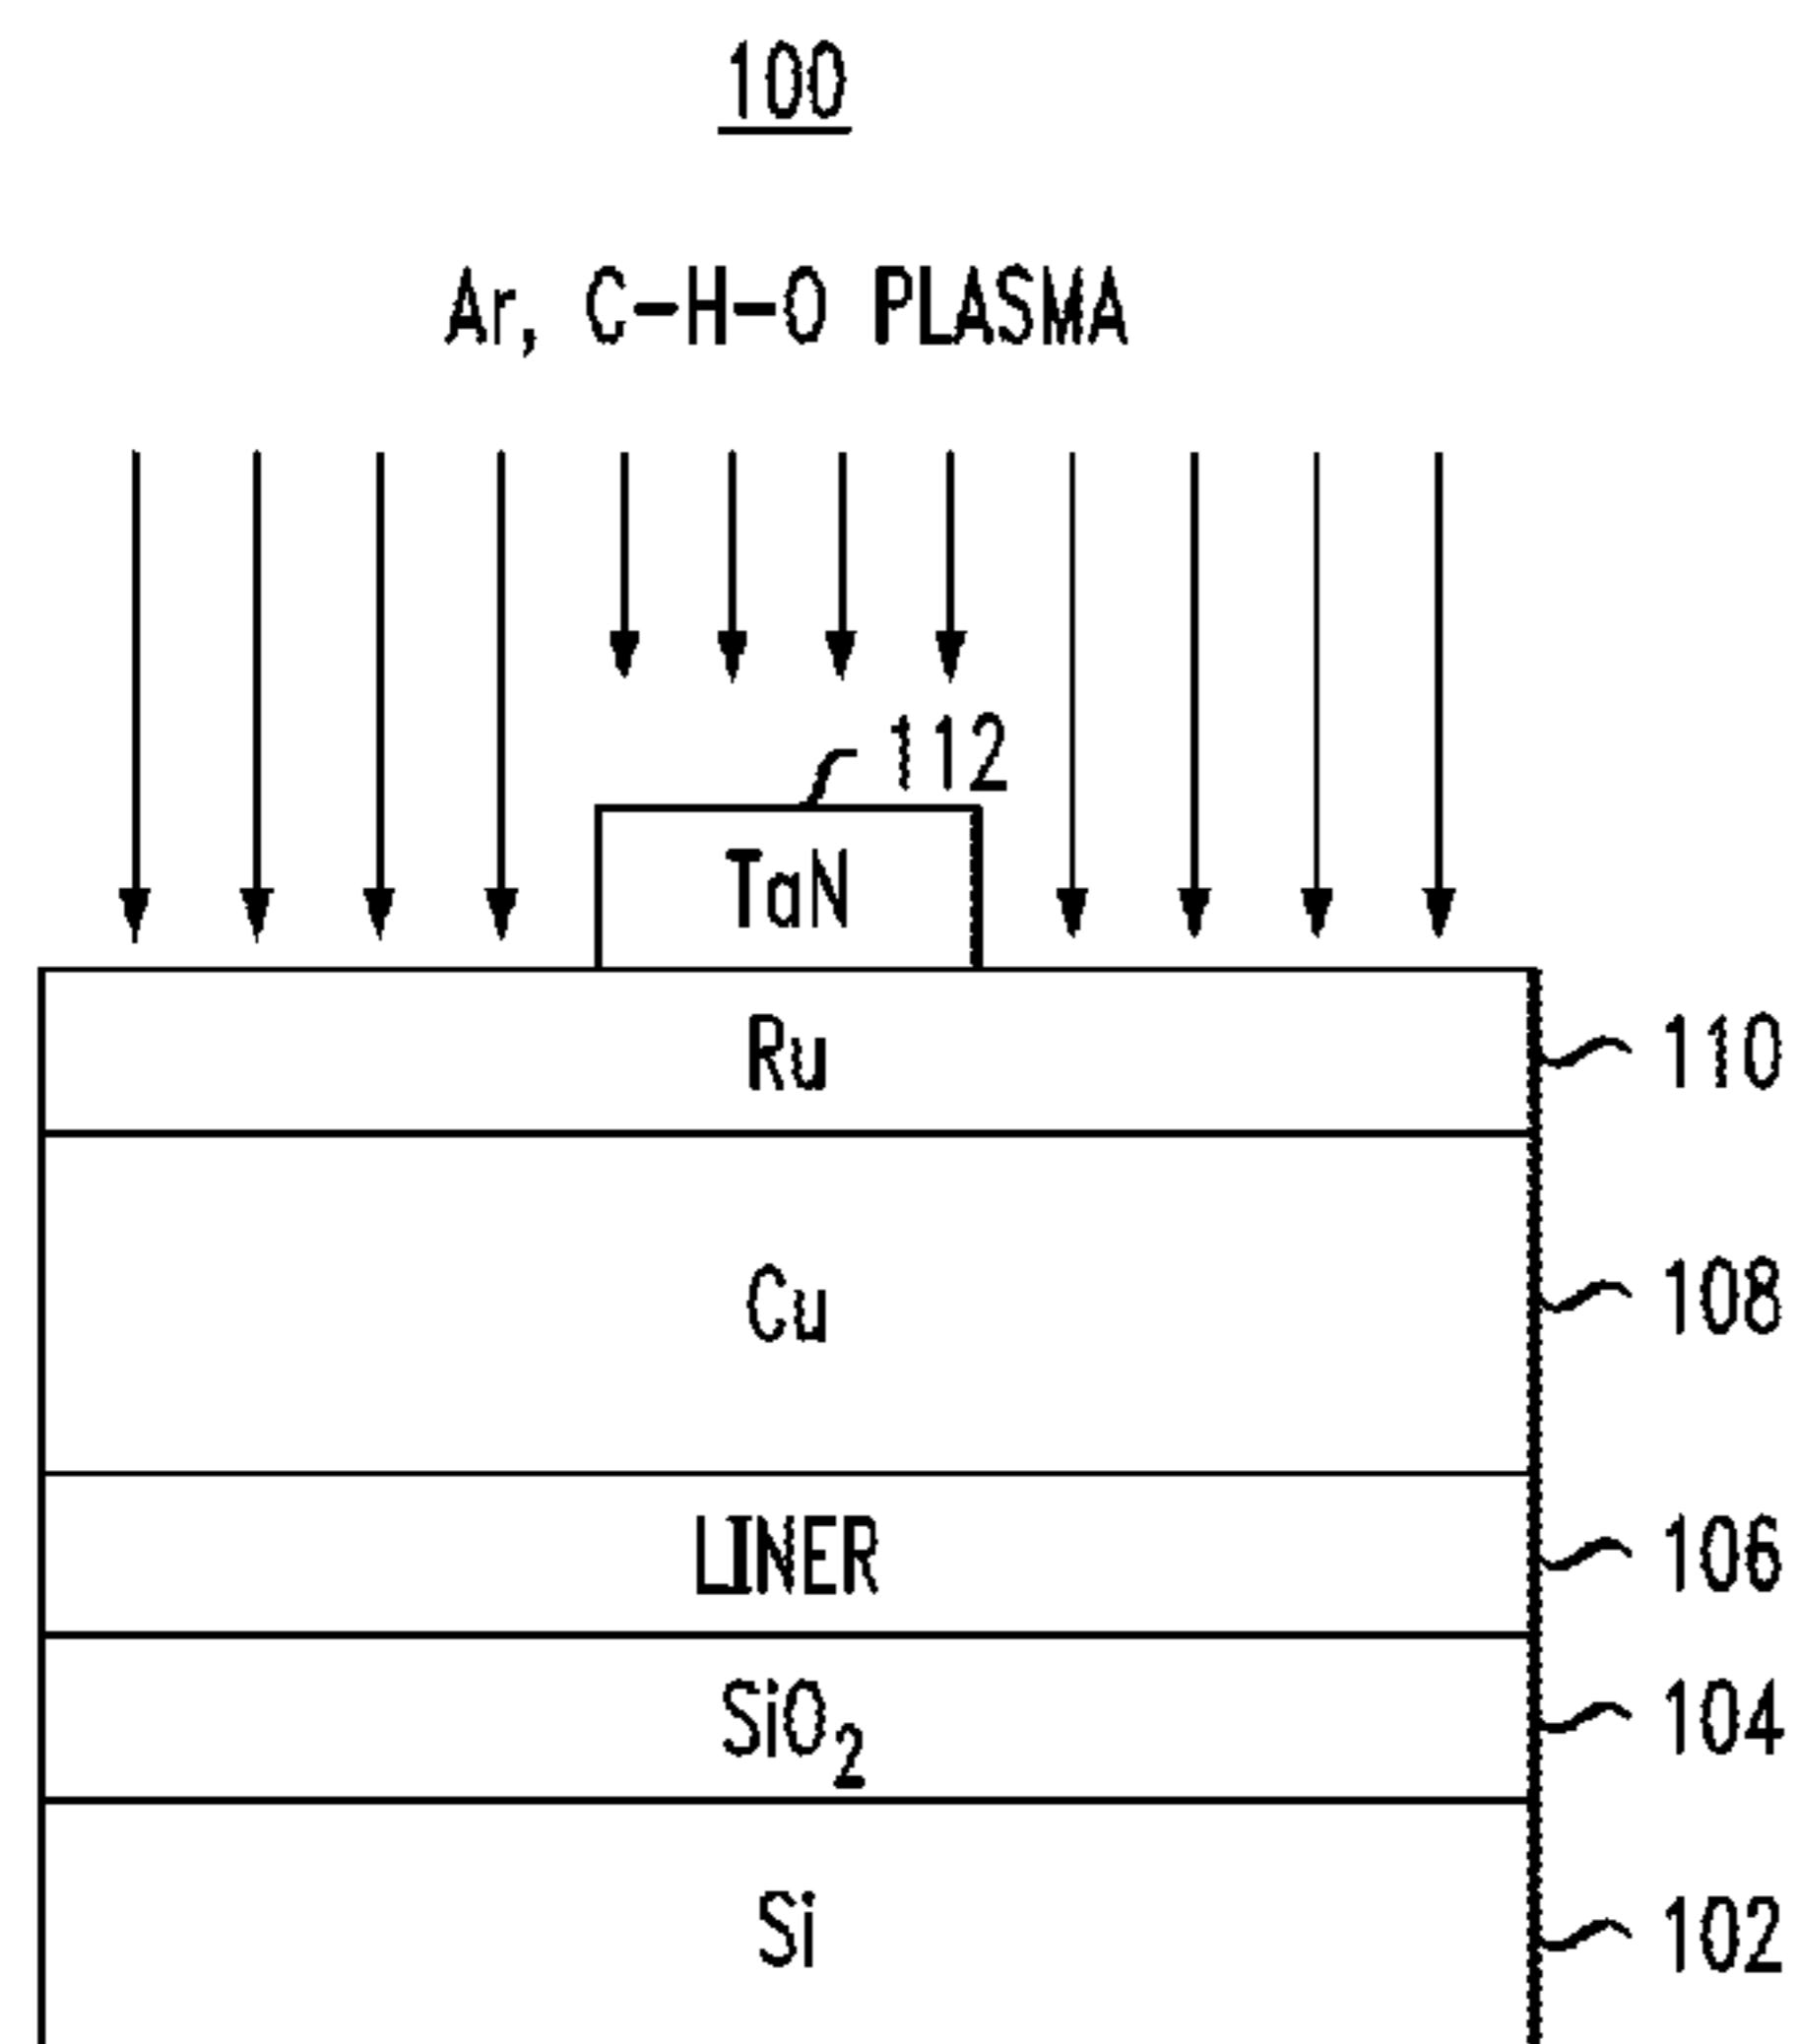 100
Ar, C-H-O PLASMA
112
TaN
Ru 110
Cu 108
LINER 106
SiO₂ 104
Si 102